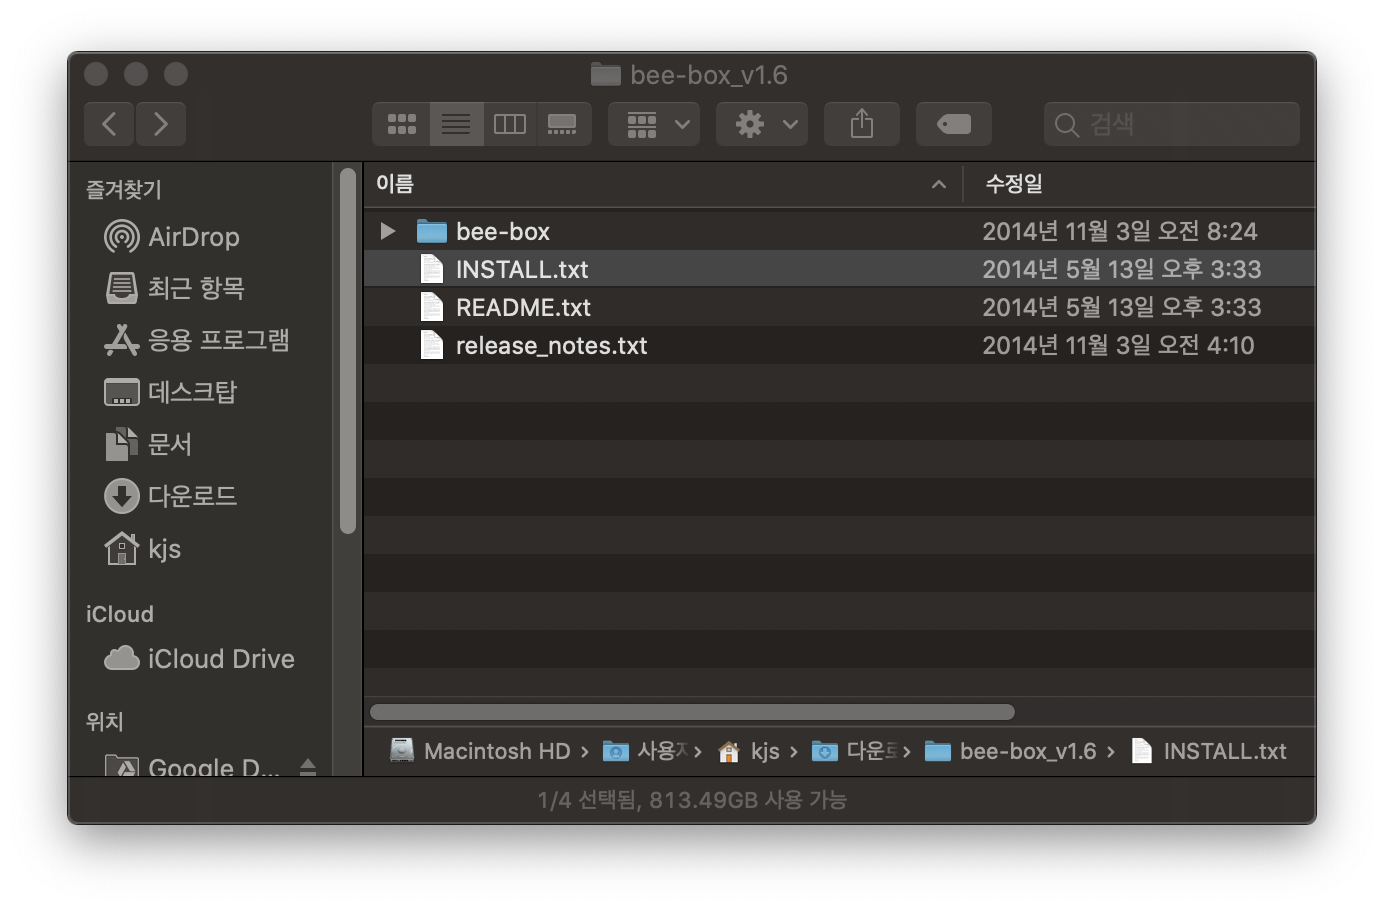 bee-box_v1.6
검색
즐겨찾기
AirDrop
최근 항목
응용 프로그램
데스크탑
문서
다운로드
kjs
iCloud
iCloud Drive
위치
Google D...
이름 수정일
bee-box 2014년 11월 3일 오전 8:24
INSTALL.txt 2014년 5월 13일 오후 3:33
README.txt 2014년 5월 13일 오후 3:33
release_notes.txt 2014년 11월 3일 오전 4:10
Macintosh HD › 사용 › kjs › 다운 › bee-box_v1.6 › INSTALL.txt
1/4 선택됨, 813.49GB 사용 가능